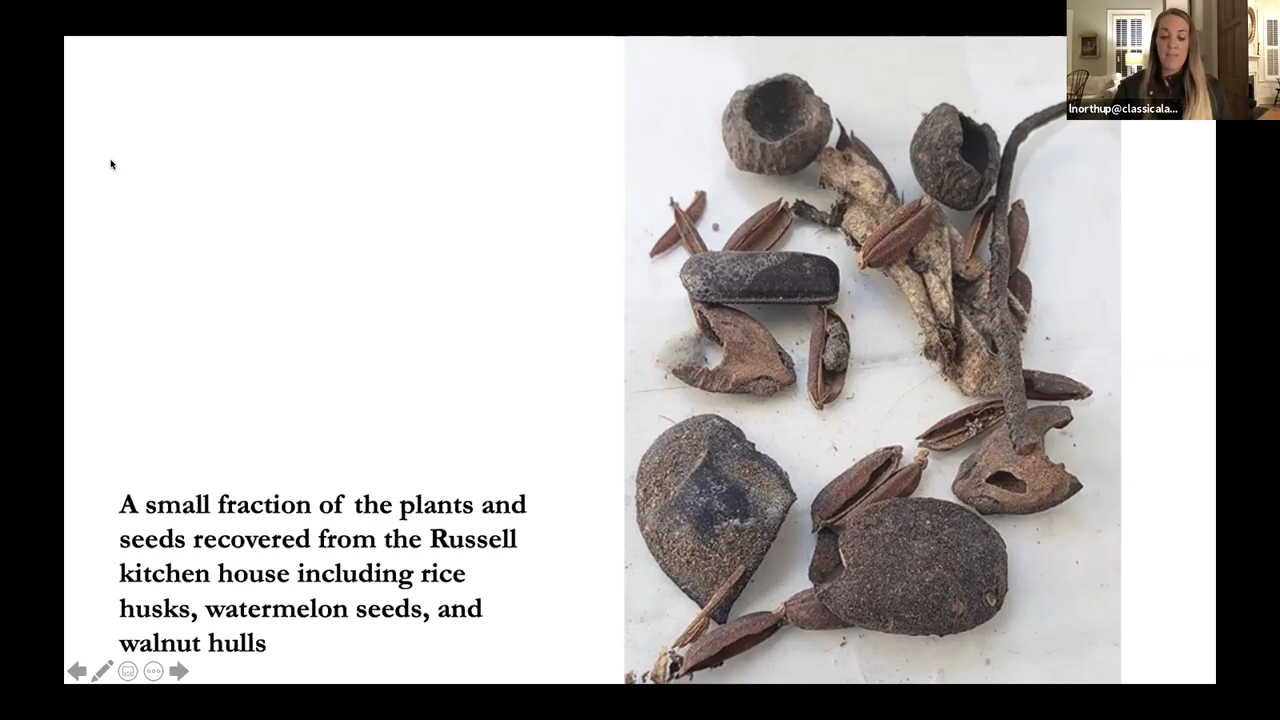 lnorthup@classicala...
A small fraction of the plants and
seeds recovered from the Russell
kitchen house including rice
husks, watermelon seeds, and
walnut hulls